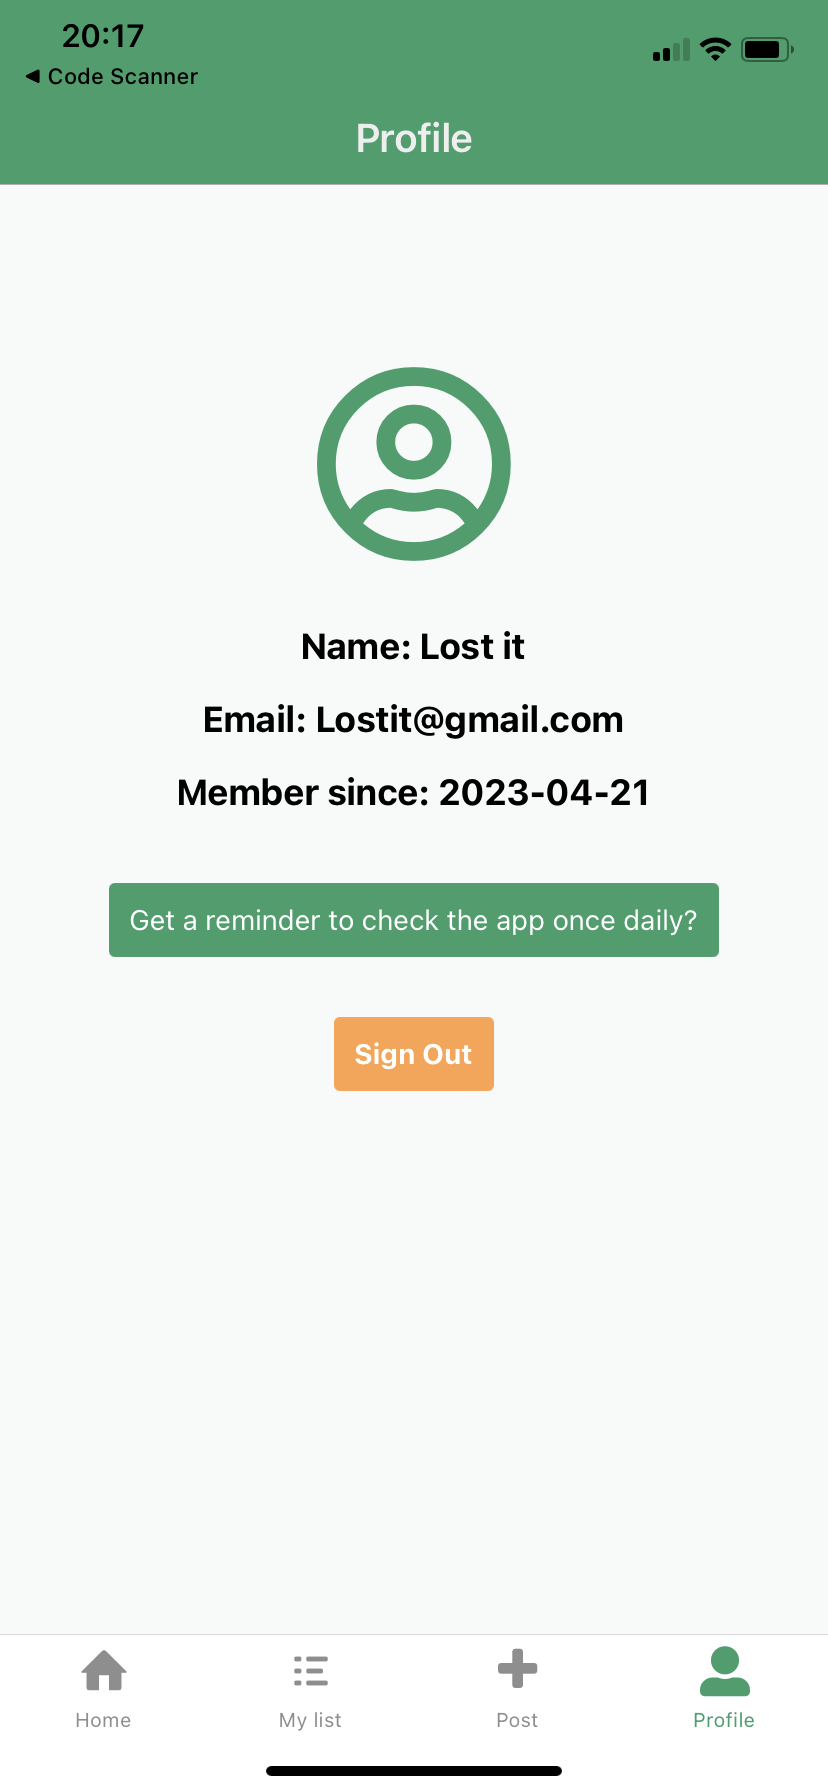 20:17
◀ Code Scanner
Profile
Name: Lost it
Email: Lostit@gmail.com
Member since: 2023-04-21
Get a reminder to check the app once daily?
Sign Out
Home
My list
Post
Profile